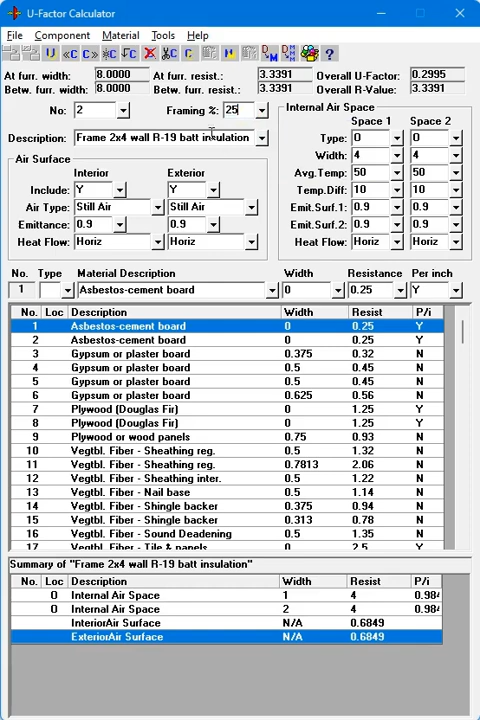 U-Factor Calculator
File Component Material Tools Help
At furr. width: 8.0000 At furr. resist.: 3.3391 Overall U-Factor: 0.2995
Betw. furr width: 8.0000 Betw. furr. resist.: 3.3391 Overall R-Value: 3.3391
No: 2 Framing %: 25 Internal Air Space
Space 1 Space 2
Description: Frame 2x4 wall R-19 batt insulation Type: 0 0
Air Surface Width: 4 4
Interior Exterior Avg.Temp: 50 50
Include: Y Y Temp.Diff: 10 10
Air Type: Still Air Still Air Emit.Surf.1: 0.9 0.9
Emittance: 0.9 0.9 Emit.Surf.2: 0.9 0.9
Heat Flow: Horiz Horiz Heat Flow: Horiz Horiz
No. Type Material Description Width Resistance Per inch
1 Asbestos-cement board 0 0.25 Y
No. Loc Description Width Resist P/i
1 Asbestos-cement board 0 0.25 Y
2 Asbestos-cement board 0 0.25 Y
3 Gypsum or plaster board 0.375 0.32 N
4 Gypsum or plaster board 0.5 0.45 N
5 Gypsum or plaster board 0.5 0.45 N
6 Gypsum or plaster board 0.625 0.56 N
7 Plywood (Douglas Fir) 0 1.25 Y
8 Plywood (Douglas Fir) 0 1.25 Y
9 Plywood or wood panels 0.75 0.93 N
10 Vegtbl. Fiber - Sheathing reg. 0.5 1.32 N
11 Vegtbl. Fiber - Sheathing reg. 0.7813 2.06 N
12 Vegtbl. Fiber - Sheathing inter. 0.5 1.22 N
13 Vegtbl. Fiber - Nail base 0.5 1.14 N
14 Vegtbl. Fiber - Shingle backer 0.375 0.94 N
15 Vegtbl. Fiber - Shingle backer 0.313 0.78 N
16 Vegtbl. Fiber - Sound Deadening 0.5 1.35 N
17 Vegtbl. Fiber - Tile & panels 0 2.5 Y
Summary of "Frame 2x4 wall R-19 batt insulation"
No. Loc Description Width Resist P/i
0 Internal Air Space 1 4 0.984
0 Internal Air Space 2 4 0.984
InteriorAir Surface N/A 0.6849
ExteriorAir Surface N/A 0.6849